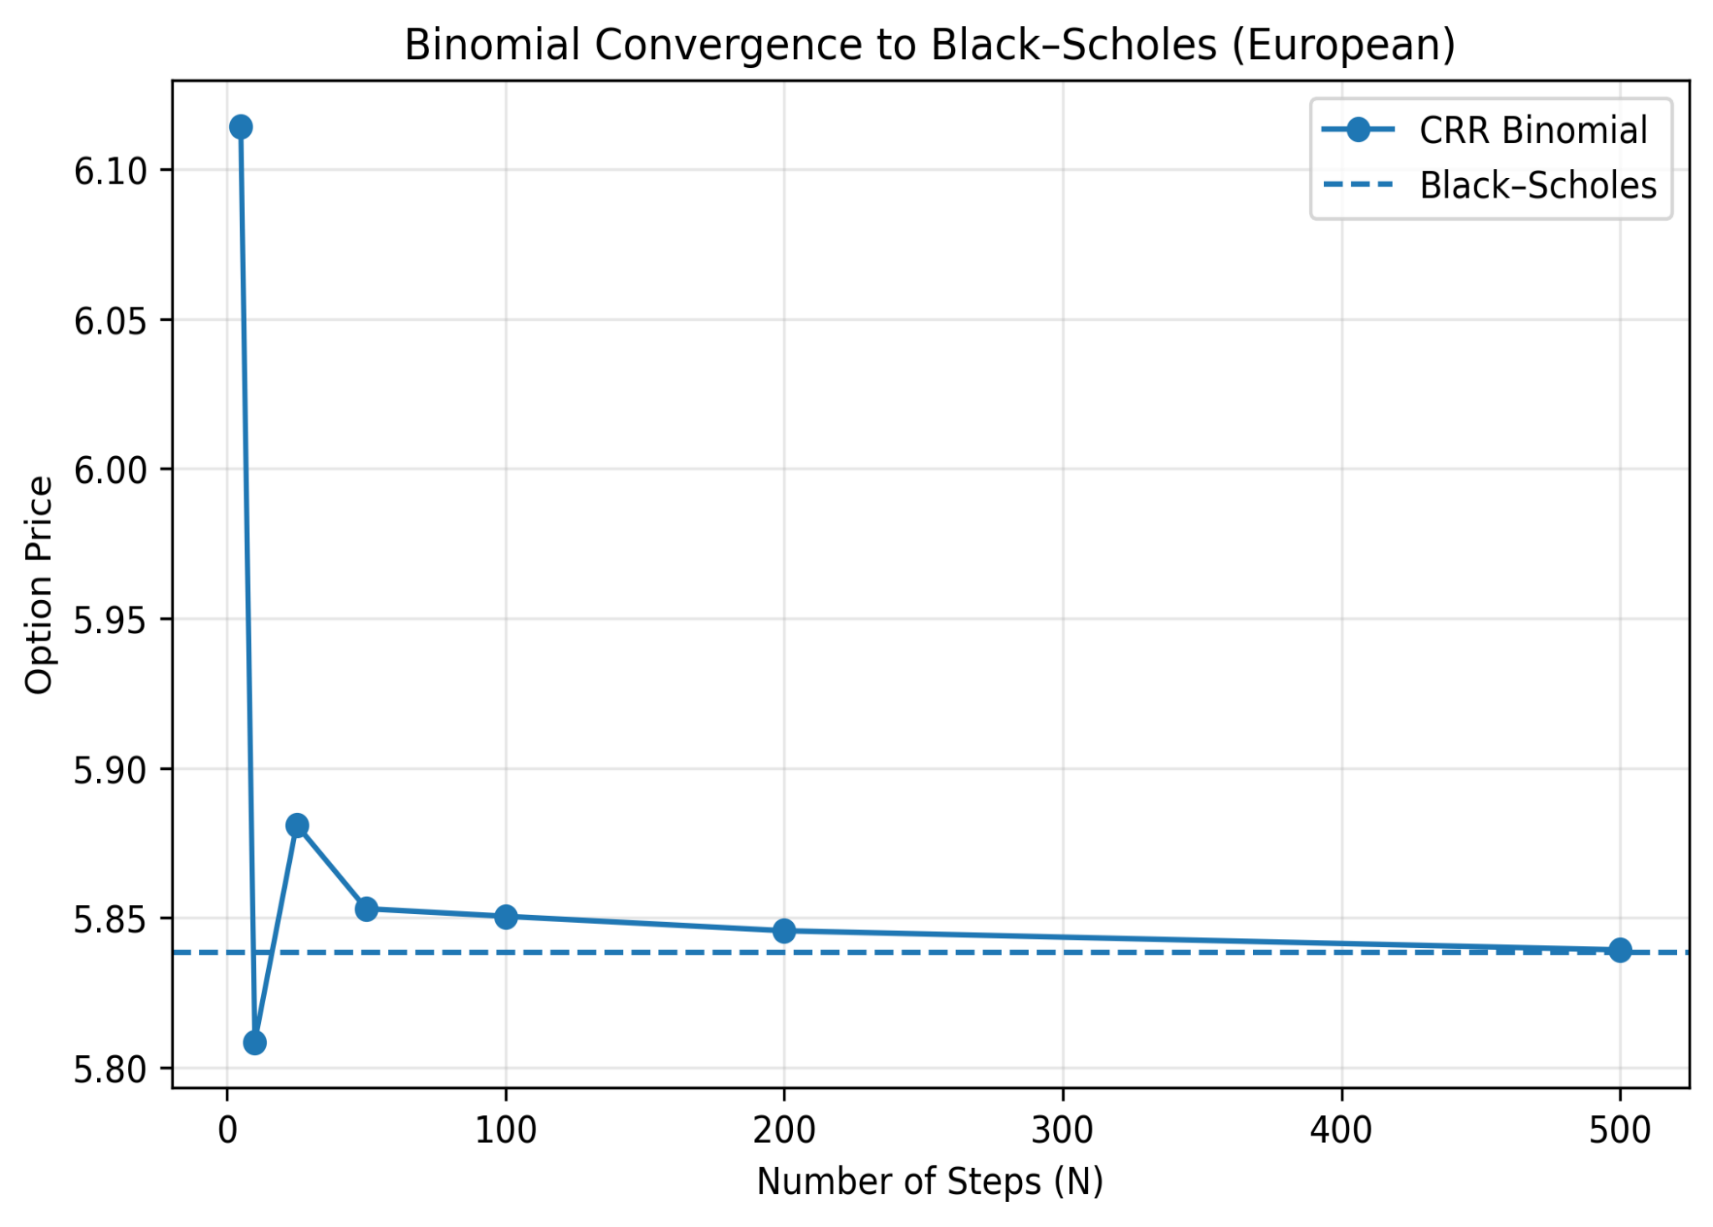 Binomial Convergence to Black–Scholes (European)
CRR Binomial
Black–Scholes
6.10
6.05
6.00
5.95
5.90
5.85
5.80
Option Price
0 100 200 300 400 500
Number of Steps (N)